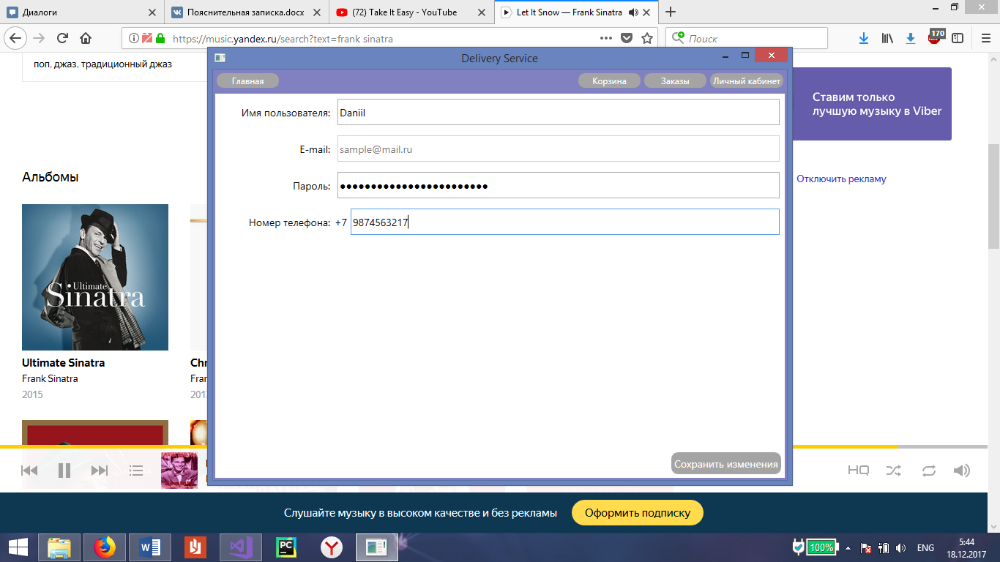 Диалоги
Пояснительная записка.docx
(72) Take It Easy - YouTube
Let It Snow — Frank Sinatra
https://music.yandex.ru/search?text=frank sinatra
Поиск
170
поп, джаз, традиционный джаз
Delivery Service
Главная
Корзина
Заказы
Личный кабинет
Имя пользователя:
Daniil
E-mail:
sample@mail.ru
Пароль:
••••••••••••••••••••••••
Номер телефона: +7
9874563217
Сохранить изменения
Ставим только
лучшую музыку в Viber
Отключить рекламу
Альбомы
Ultimate
Sinatra
Ultimate Sinatra
Frank Sinatra
2015
Chr
Fran
HQ
Слушайте музыку в высоком качестве и без рекламы
Оформить подписку
PC
100%
ENG
5:44
18.12.2017